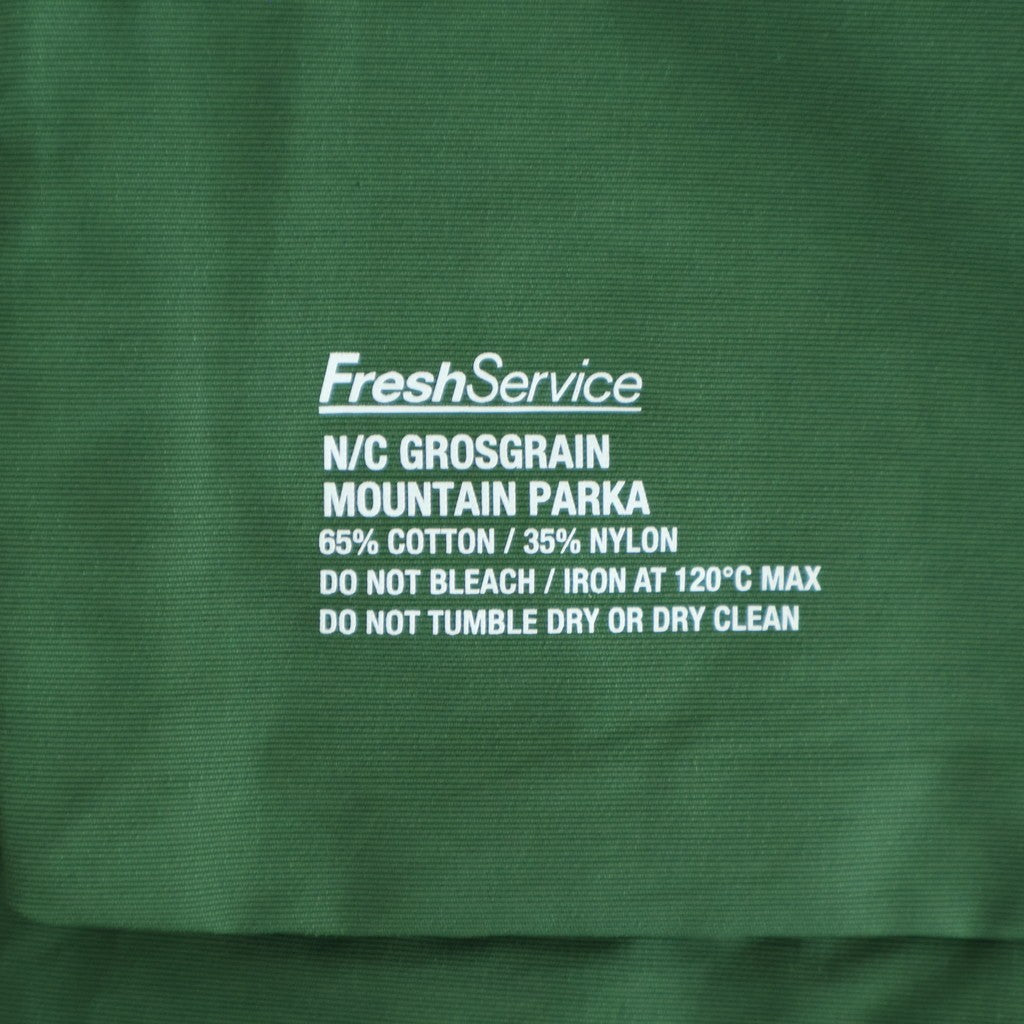 FreshService
N/C GROSGRAIN
MOUNTAIN PARKA
65% COTTON / 35% NYLON
DO NOT BLEACH / IRON AT 120°C MAX
DO NOT TUMBLE DRY OR DRY CLEAN